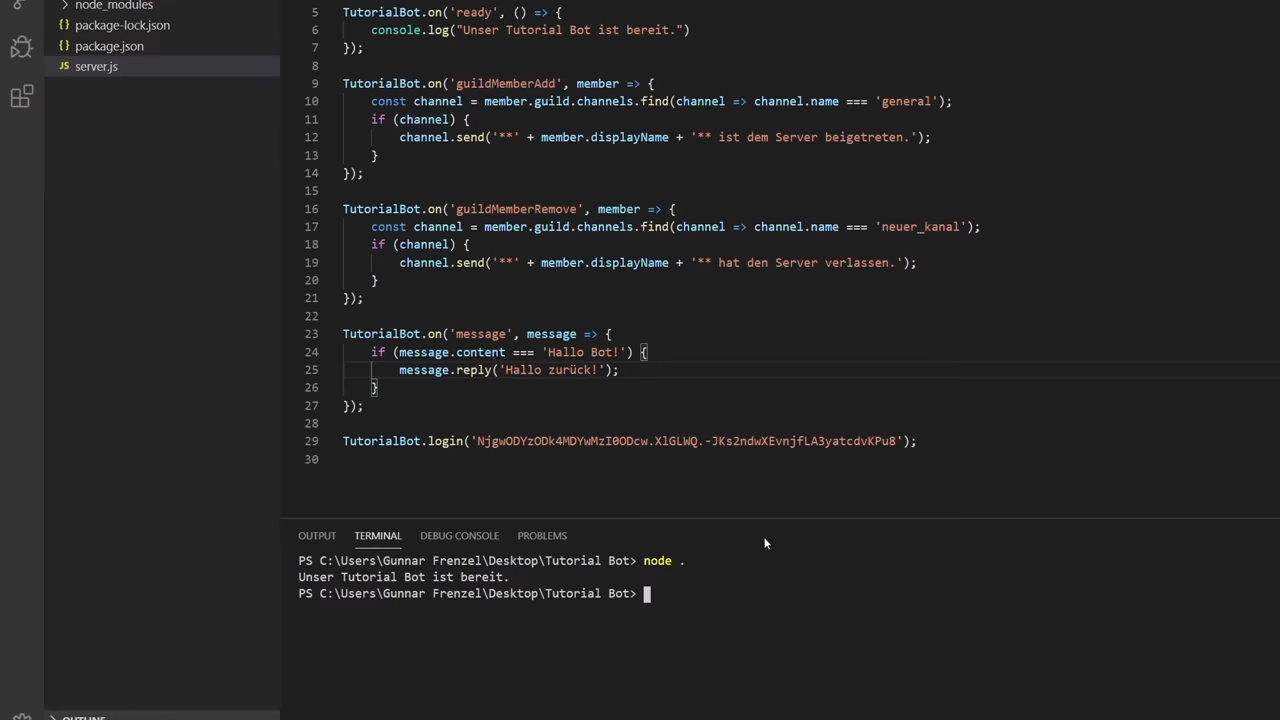 node_modules
package-lock.json
package.json
JS server.js
5 TutorialBot.on('ready', () => {
6 console.log("Unser Tutorial Bot ist bereit.")
7 });
8
9 TutorialBot.on('guildMemberAdd', member => {
10 const channel = member.guild.channels.find(channel => channel.name === 'general');
11 if (channel) {
12 channel.send('**' + member.displayName + '** ist dem Server beigetreten.');
13 }
14 });
15
16 TutorialBot.on('guildMemberRemove', member => {
17 const channel = member.guild.channels.find(channel => channel.name === 'neuer_kanal');
18 if (channel) {
19 channel.send('**' + member.displayName + '** hat den Server verlassen.');
20 }
21 });
22
23 TutorialBot.on('message', message => {
24 if (message.content === 'Hallo Bot!') {
25 message.reply('Hallo zurück!');
26 }
27 });
28
29 TutorialBot.login('NjgwODYzODk4MDYwMzI0ODcw.XlGLWQ.-JKs2ndwXEvnjfLA3yatcdvKPu8');
30
OUTPUT TERMINAL DEBUG CONSOLE PROBLEMS
PS C:\Users\Gunnar Frenzel\Desktop\Tutorial Bot> node .
Unser Tutorial Bot ist bereit.
PS C:\Users\Gunnar Frenzel\Desktop\Tutorial Bot>
OUTLINE